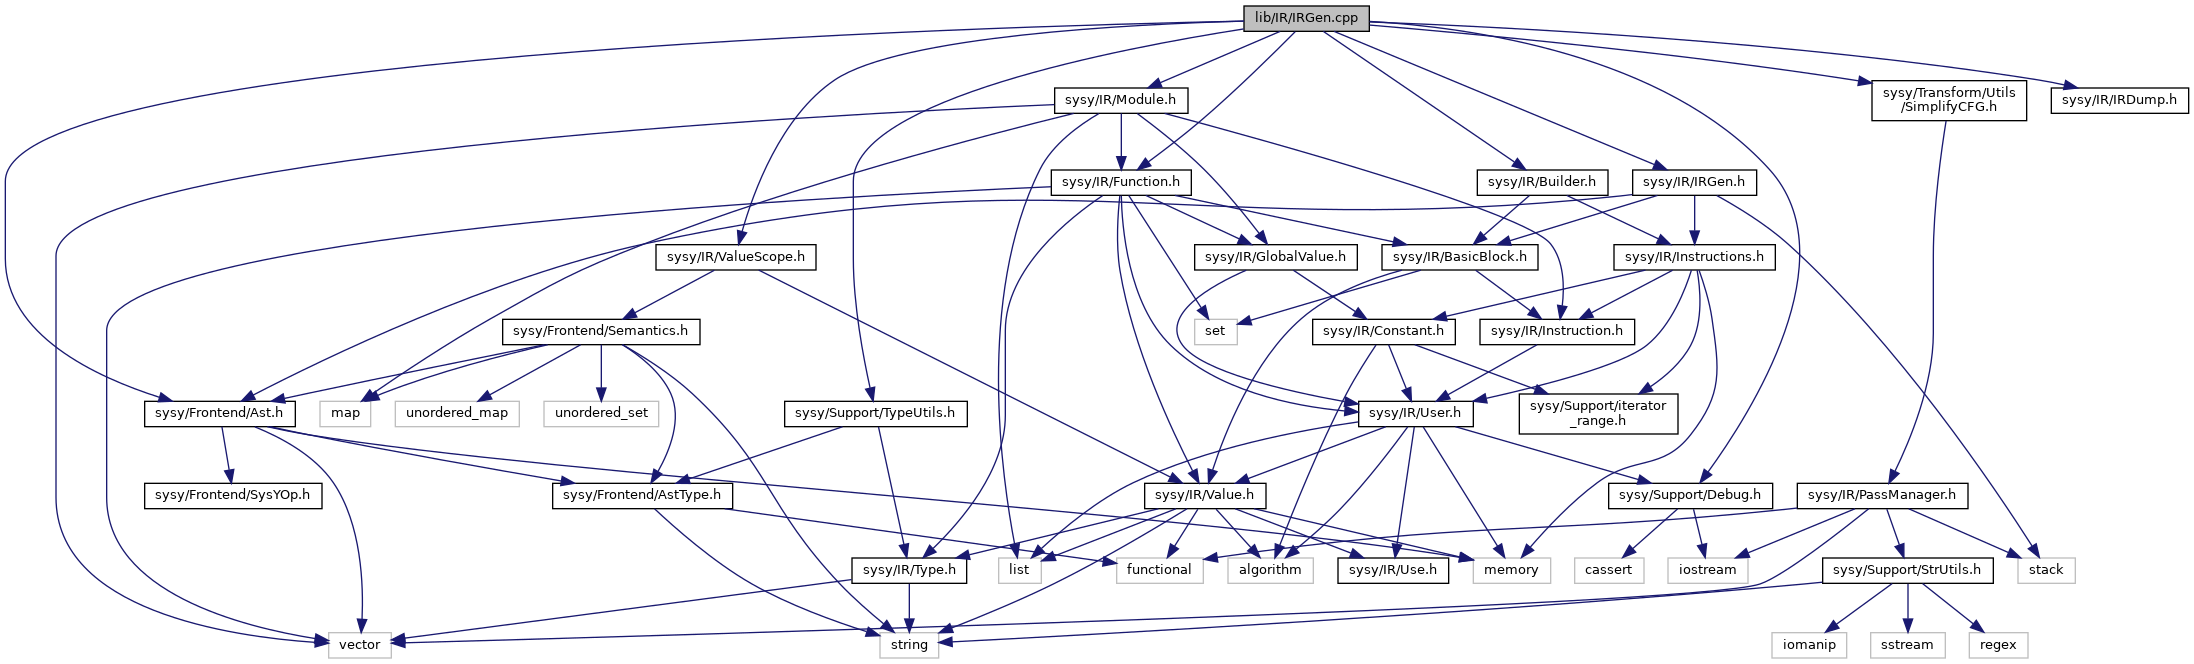 lib/IR/IRGen.cpp
sysy/IR/Module.h
sysy/Transform/Utils
/SimplifyCFG.h
sysy/IR/IRDump.h
sysy/IR/Function.h
sysy/IR/Builder.h
sysy/IR/IRGen.h
sysy/IR/ValueScope.h
sysy/IR/GlobalValue.h
sysy/IR/BasicBlock.h
sysy/IR/Instructions.h
sysy/Frontend/Semantics.h
set
sysy/IR/Constant.h
sysy/IR/Instruction.h
sysy/Frontend/Ast.h
map
unordered_map
unordered_set
sysy/Support/TypeUtils.h
sysy/IR/User.h
sysy/Support/iterator
_range.h
sysy/Frontend/SysYOp.h
sysy/Frontend/AstType.h
sysy/IR/Value.h
sysy/Support/Debug.h
sysy/IR/PassManager.h
sysy/IR/Type.h
list
functional
algorithm
sysy/IR/Use.h
memory
cassert
iostream
sysy/Support/StrUtils.h
stack
vector
string
iomanip
sstream
regex